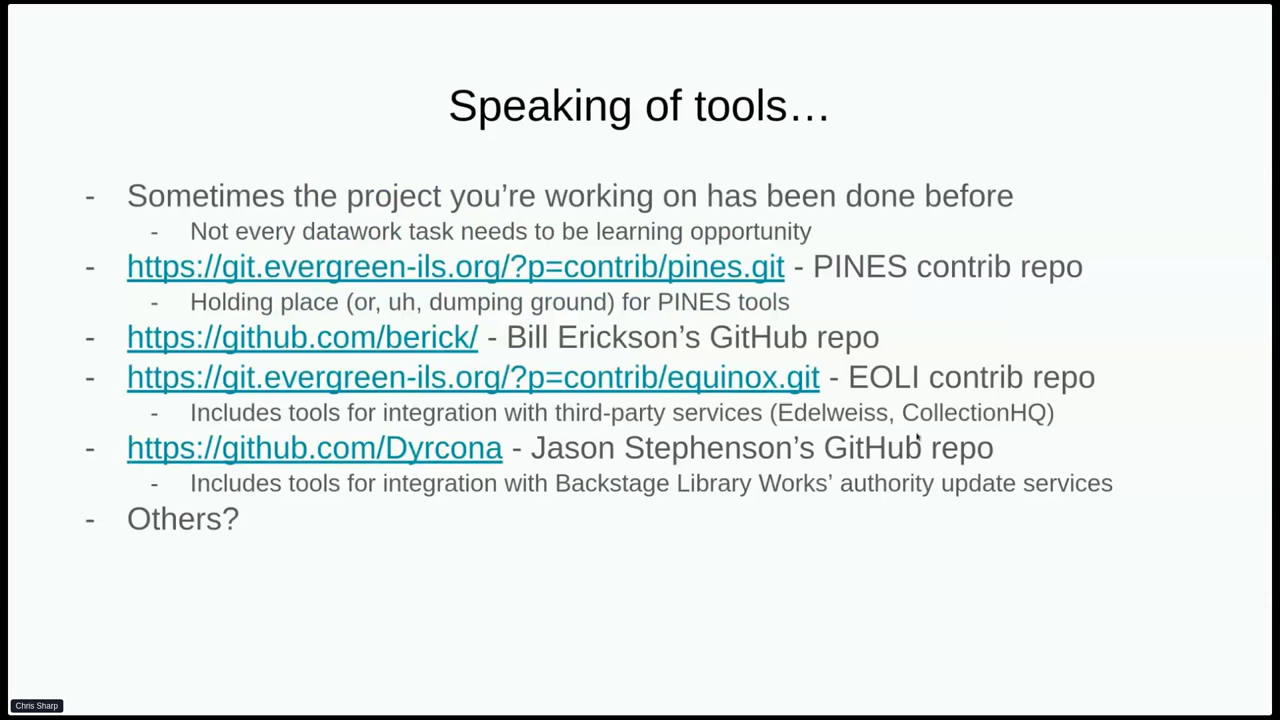 Speaking of tools…
- Sometimes the project you’re working on has been done before
- Not every datawork task needs to be learning opportunity
- https://git.evergreen-ils.org/?p=contrib/pines.git - PINES contrib repo
- Holding place (or, uh, dumping ground) for PINES tools
- https://github.com/berick/ - Bill Erickson’s GitHub repo
- https://git.evergreen-ils.org/?p=contrib/equinox.git - EOLI contrib repo
- Includes tools for integration with third-party services (Edelweiss, CollectionHQ)
- https://github.com/Dyrcona - Jason Stephenson’s GitHub repo
- Includes tools for integration with Backstage Library Works’ authority update services
- Others?
Chris Sharp